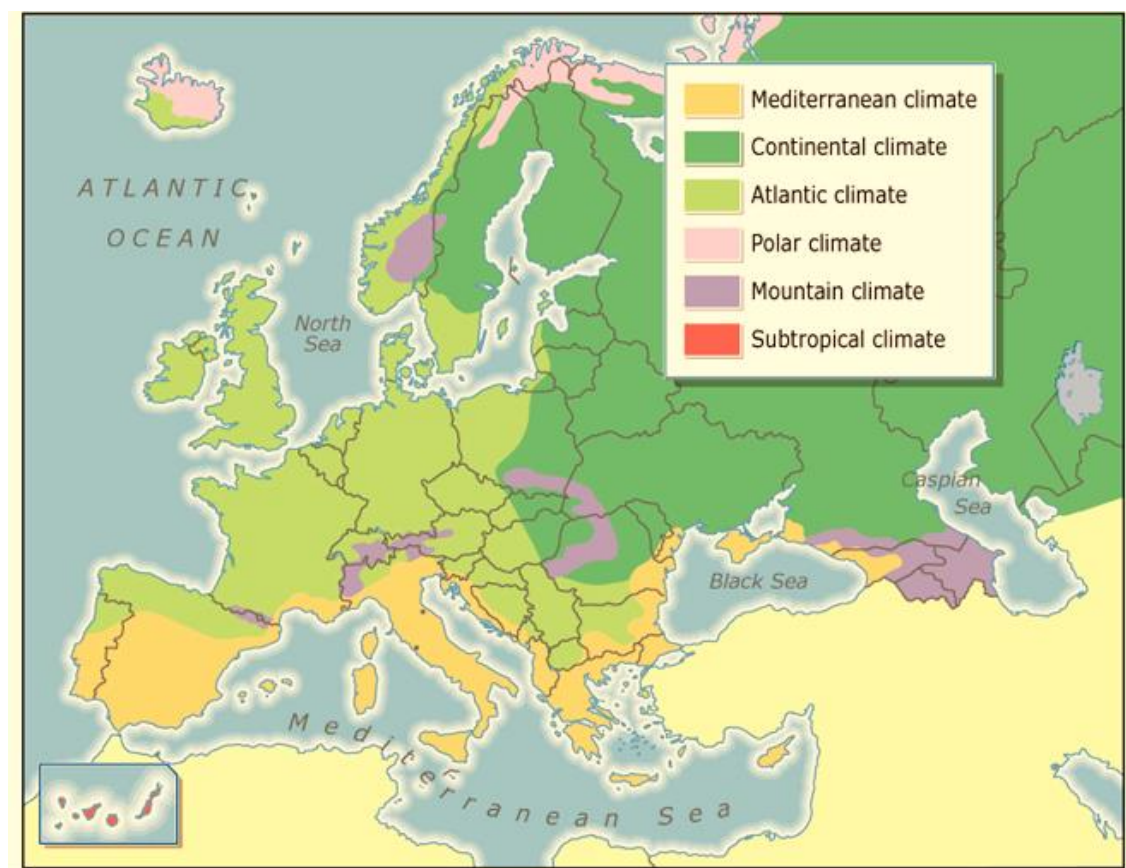 ATLANTIC
OCEAN
North
Sea
Mediterranean climate
Continental climate
Atlantic climate
Polar climate
Mountain climate
Subtropical climate
Caspian
Sea
Black Sea
Mediterranean Sea